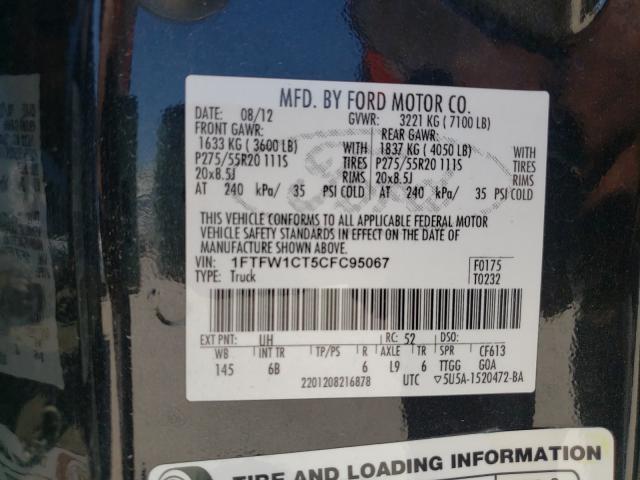 MFD. BY FORD MOTOR CO.
DATE: 08/12 GVWR: 3221 KG ( 7100 LB)
FRONT GAWR: REAR GAWR:
1633 KG ( 3600 LB) WITH 1837 KG ( 4050 LB) WITH
P275/55R20 111S TIRES P275/55R20 111S TIRES
20x8.5J RIMS 20x8.5J RIMS
AT 240 kPa/ 35 PSI COLD AT 240 kPa/ 35 PSI COLD
THIS VEHICLE CONFORMS TO ALL APPLICABLE FEDERAL MOTOR
VEHICLE SAFETY STANDARDS IN EFFECT ON THE DATE OF
MANUFACTURE SHOWN ABOVE.
VIN: 1FTFW1CT5CFC95067 F0175
TYPE: Truck T0232
EXT PNT: UH RC: 52 DSO:
WB INT TR TP/PS R AXLE TR SPR CF613
145 6B 6 L9 6 TTGG G0A
2201208216878 UTC ▽5U5A-1520472-BA
TIRE AND LOADING INFORMATION